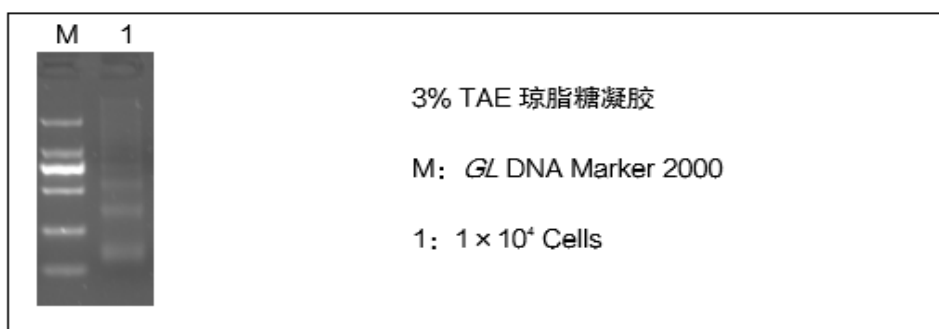 M 1
3% TAE 琼脂糖凝胶
M: GL DNA Marker 2000
1: 1×10⁴ Cells